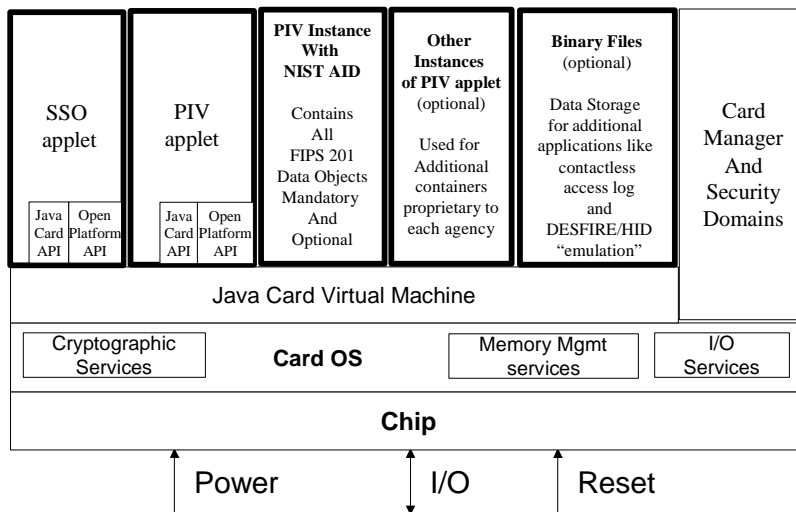 SSO
applet
Java
Card
API
Open
Platform
API
PIV
applet
Java
Card
API
Open
Platform
API
PIV Instance
With
NIST AID
Contains
All
FIPS 201
Data Objects
Mandatory
And
Optional
Other
Instances
of PIV applet
(optional)
Used for
Additional
containers
proprietary to
each agency
Binary Files
(optional)
Data Storage
for additional
applications like
contactless
access log
and
DESFIRE/HID
“emulation”
Card
Manager
And
Security
Domains
Java Card Virtual Machine
Cryptographic
Services
Card OS
Memory Mgmt
services
I/O
Services
Chip
Power
I/O
Reset